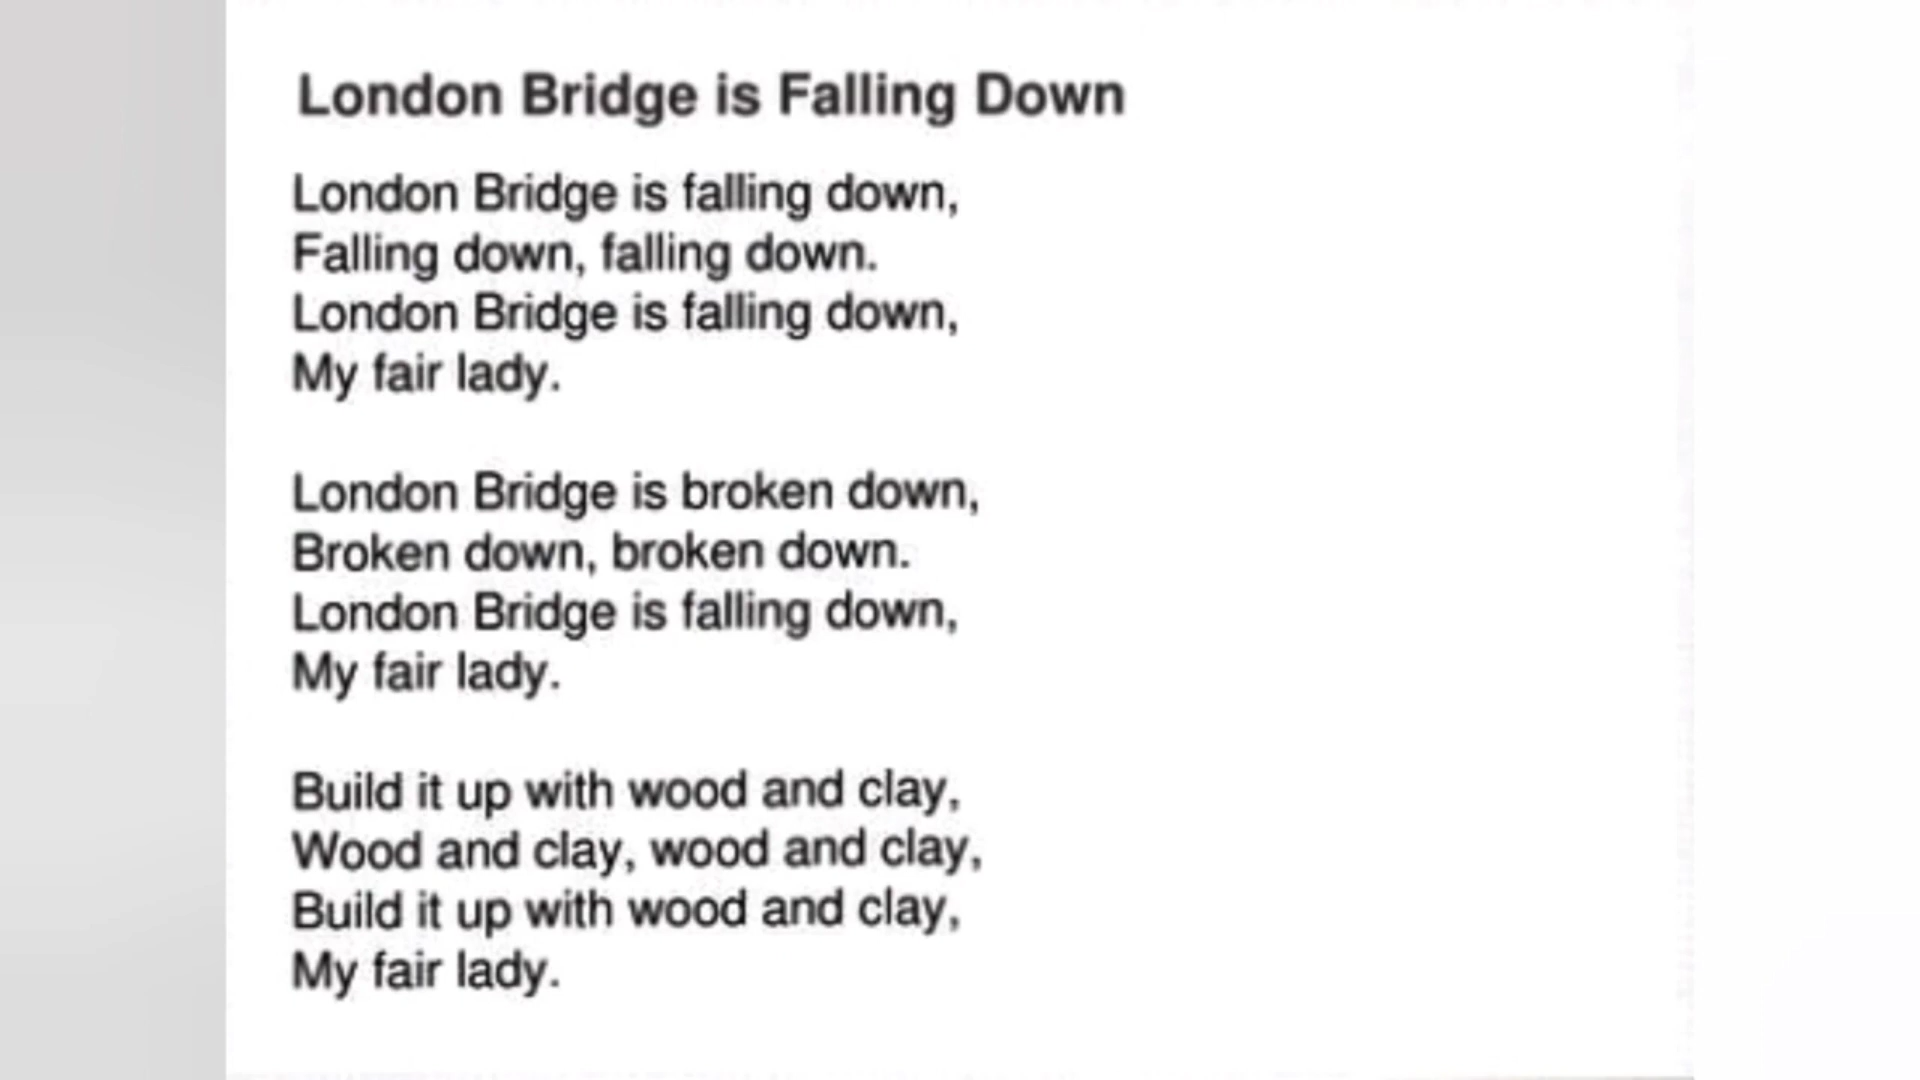 London Bridge is Falling Down
London Bridge is falling down,
Falling down, falling down.
London Bridge is falling down,
My fair lady.
London Bridge is broken down,
Broken down, broken down.
London Bridge is falling down,
My fair lady.
Build it up with wood and clay,
Wood and clay, wood and clay,
Build it up with wood and clay,
My fair lady.